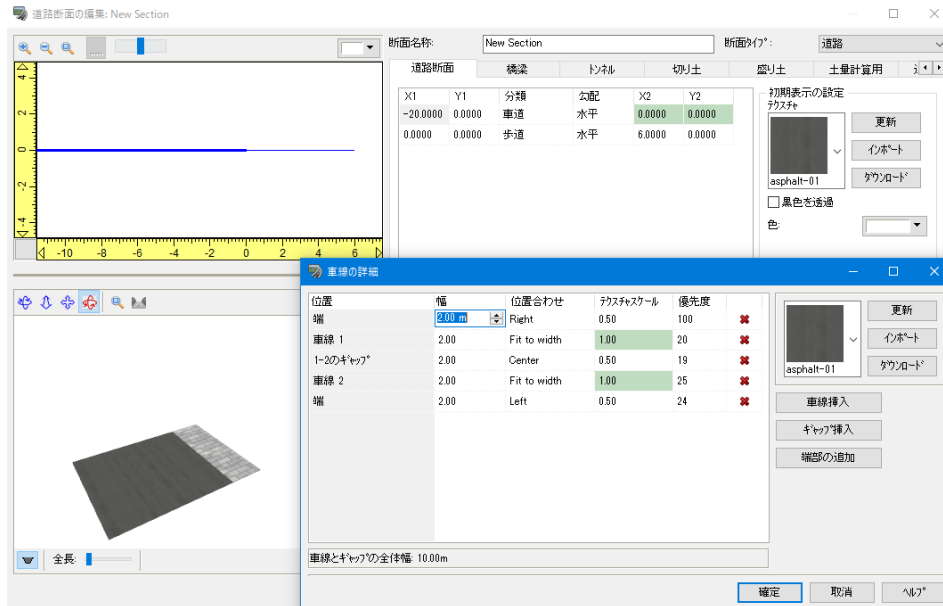 道路断面の編集: New Section
断面名称: New Section 断面ﾀｲﾌﾟ: 道路
道路断面 橋梁 ﾄﾝﾈﾙ 切り土 盛り土 土量計算用
X1 Y1 分類 勾配 X2 Y2
-20.0000 0.0000 車道 水平 0.0000 0.0000
0.0000 0.0000 歩道 水平 6.0000 0.0000
初期表示の設定
ﾃｸｽﾁｬ
更新
ｲﾝﾎﾟｰﾄ
ﾀﾞｳﾝﾛｰﾄﾞ
asphalt-01
黒色を透過
色:
4
2
0
-2
-4
-10 -8 -6 -4 -2 0 2 4 6
車線の詳細
位置 幅 位置合わせ ﾃｸｽﾁｬｽｹｰﾙ 優先度
端 2.00 m Right 0.50 100
車線 1 2.00 Fit to width 1.00 20
1-2のｷﾞｬｯﾌﾟ 2.00 Center 0.50 19
車線 2 2.00 Fit to width 1.00 25
端 2.00 Left 0.50 24
更新
ｲﾝﾎﾟｰﾄ
ﾀﾞｳﾝﾛｰﾄﾞ
asphalt-01
車線挿入
ｷﾞｬｯﾌﾟ挿入
端部の追加
車線とｷﾞｬｯﾌﾟの全体幅: 10.00m
確定 取消 ﾍﾙﾌﾟ
全長: